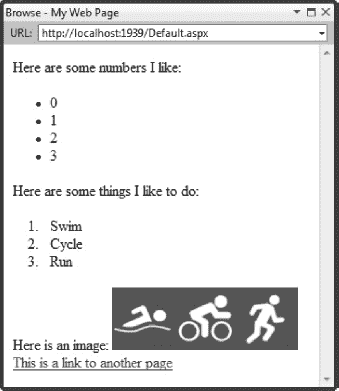 Browse - My Web Page
URL: http://localhost:1939/Default.aspx
Here are some numbers I like:
• 0
• 1
• 2
• 3
Here are some things I like to do:
1. Swim
2. Cycle
3. Run
Here is an image:
This is a link to another page